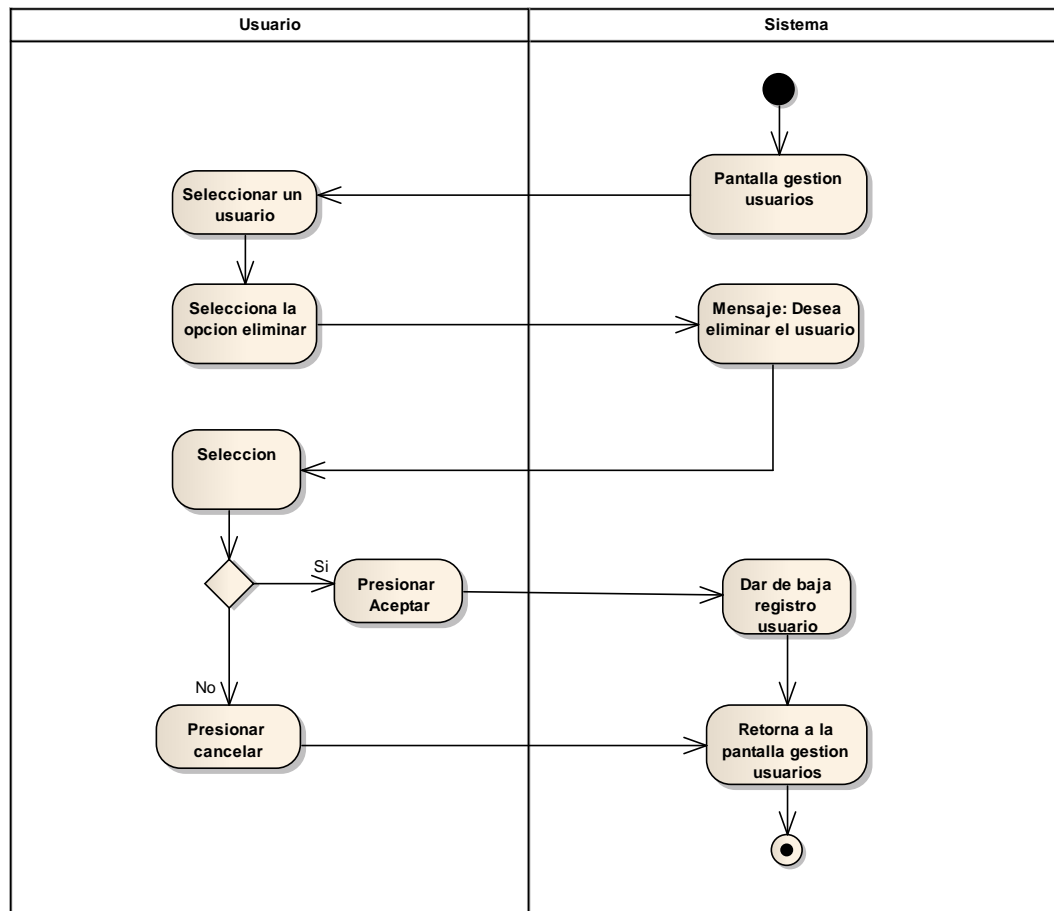 Usuario
Sistema
Pantalla gestion
usuarios
Seleccionar un
usuario
Selecciona la
opcion eliminar
Mensaje: Desea
eliminar el usuario
Seleccion
Si
Presionar
Aceptar
Dar de baja
registro
usuario
No
Presionar
cancelar
Retorna a la
pantalla gestion
usuarios